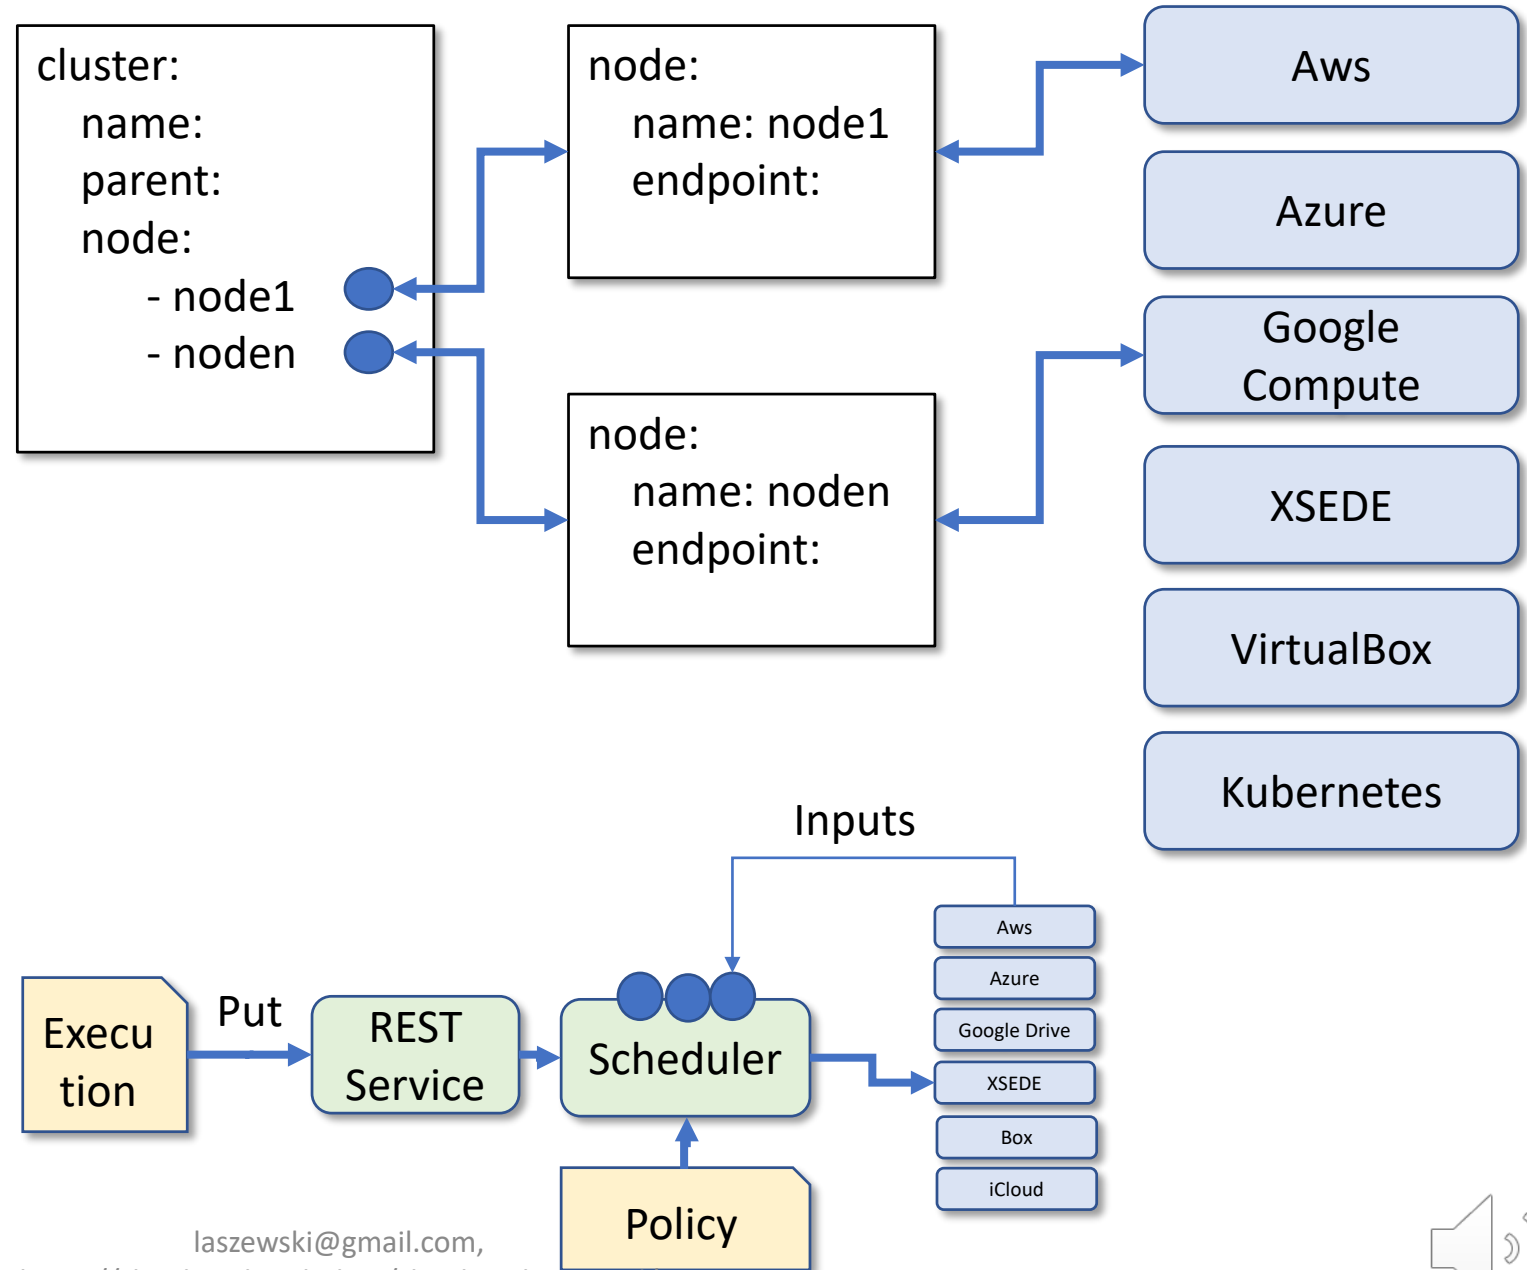 cluster:
name:
parent:
node:
- node1
- noden
node:
name: node1
endpoint:
node:
name: noden
endpoint:
Aws
Azure
Google
Compute
XSEDE
VirtualBox
Kubernetes
Inputs
Execu
tion
Put
REST
Service
Scheduler
Policy
Aws
Azure
Google Drive
XSEDE
Box
iCloud
laszewski@gmail.com,